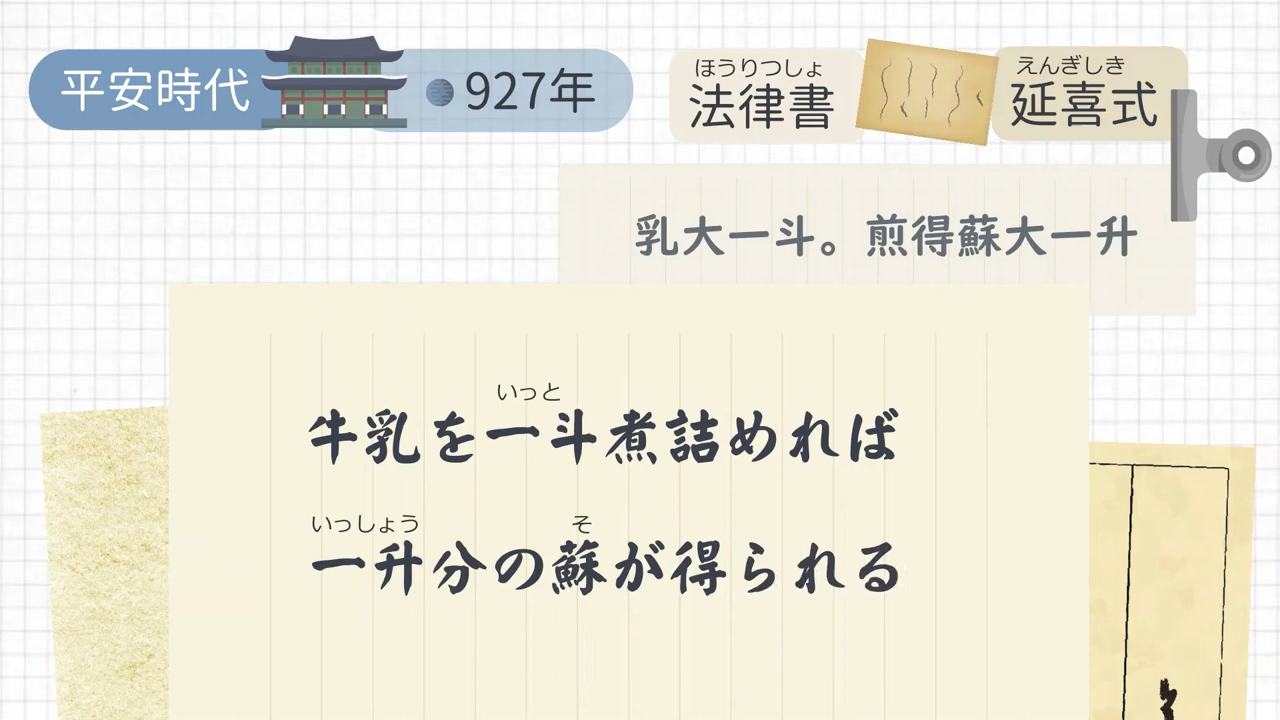 平安時代
927年
ほうりつしょ
法律書
えんぎしき
延喜式
乳大一斗。煎得蘇大一升
いっと
牛乳を一斗煮詰めれば
いっしょう そ
一升分の蘇が得られる